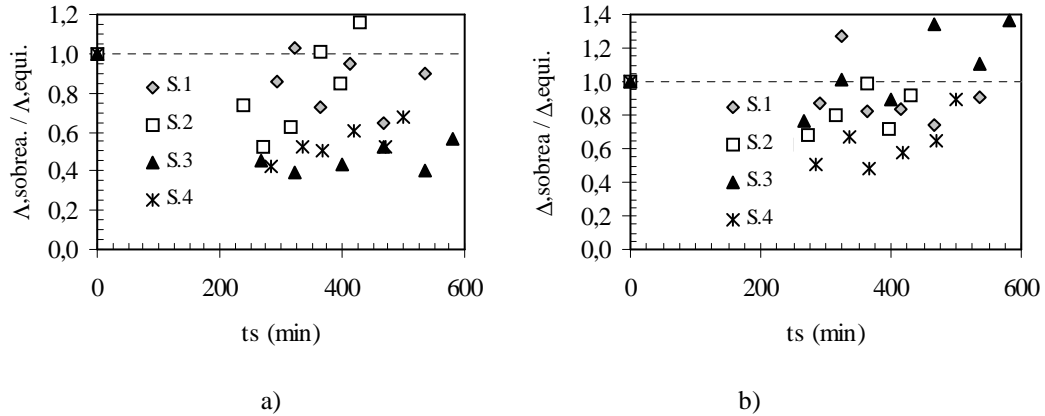 1,2
1,0
0,8
0,6
0,4
0,2
0,0
Λ,sobrea. / Λ,equi.
S.1
S.2
S.3
S.4
0 200 400 600
ts (min)
a)
1,4
1,2
1,0
0,8
0,6
0,4
0,2
0,0
Δ,sobrea / Δ,equi.
S.1
S.2
S.3
S.4
0 200 400 600
ts (min)
b)